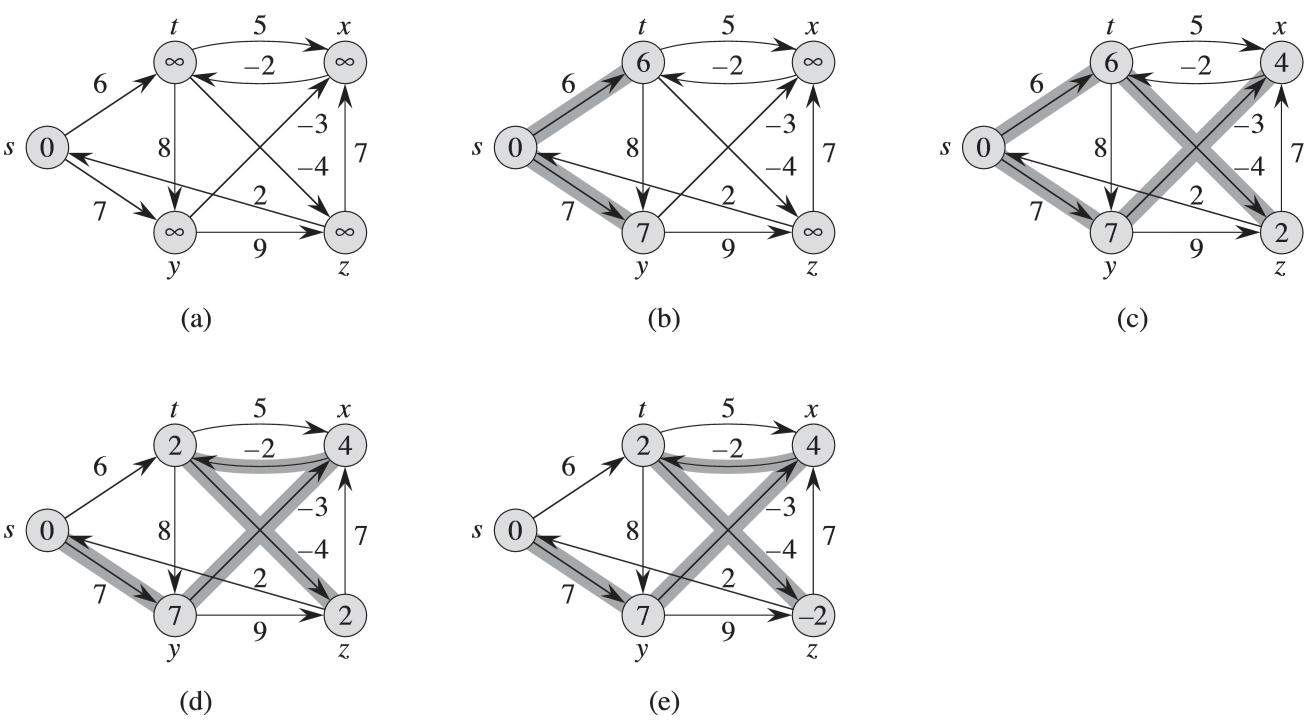 t 5 x
∞ –2 ∞
6
–3
s 0 8 7
–4
7 2
∞ 9 ∞
y z
(a)
t 5 x
6 –2 ∞
6
–3
s 0 8 7
–4
7 2
7 9 ∞
y z
(b)
t 5 x
6 –2 4
6
–3
s 0 8 7
–4
7 2
7 9 2
y z
(c)
t 5 x
2 –2 4
6
–3
s 0 8 7
–4
7 2
7 9 2
y z
(d)
t 5 x
2 –2 4
6
–3
s 0 8 7
–4
7 2
7 9 –2
y z
(e)